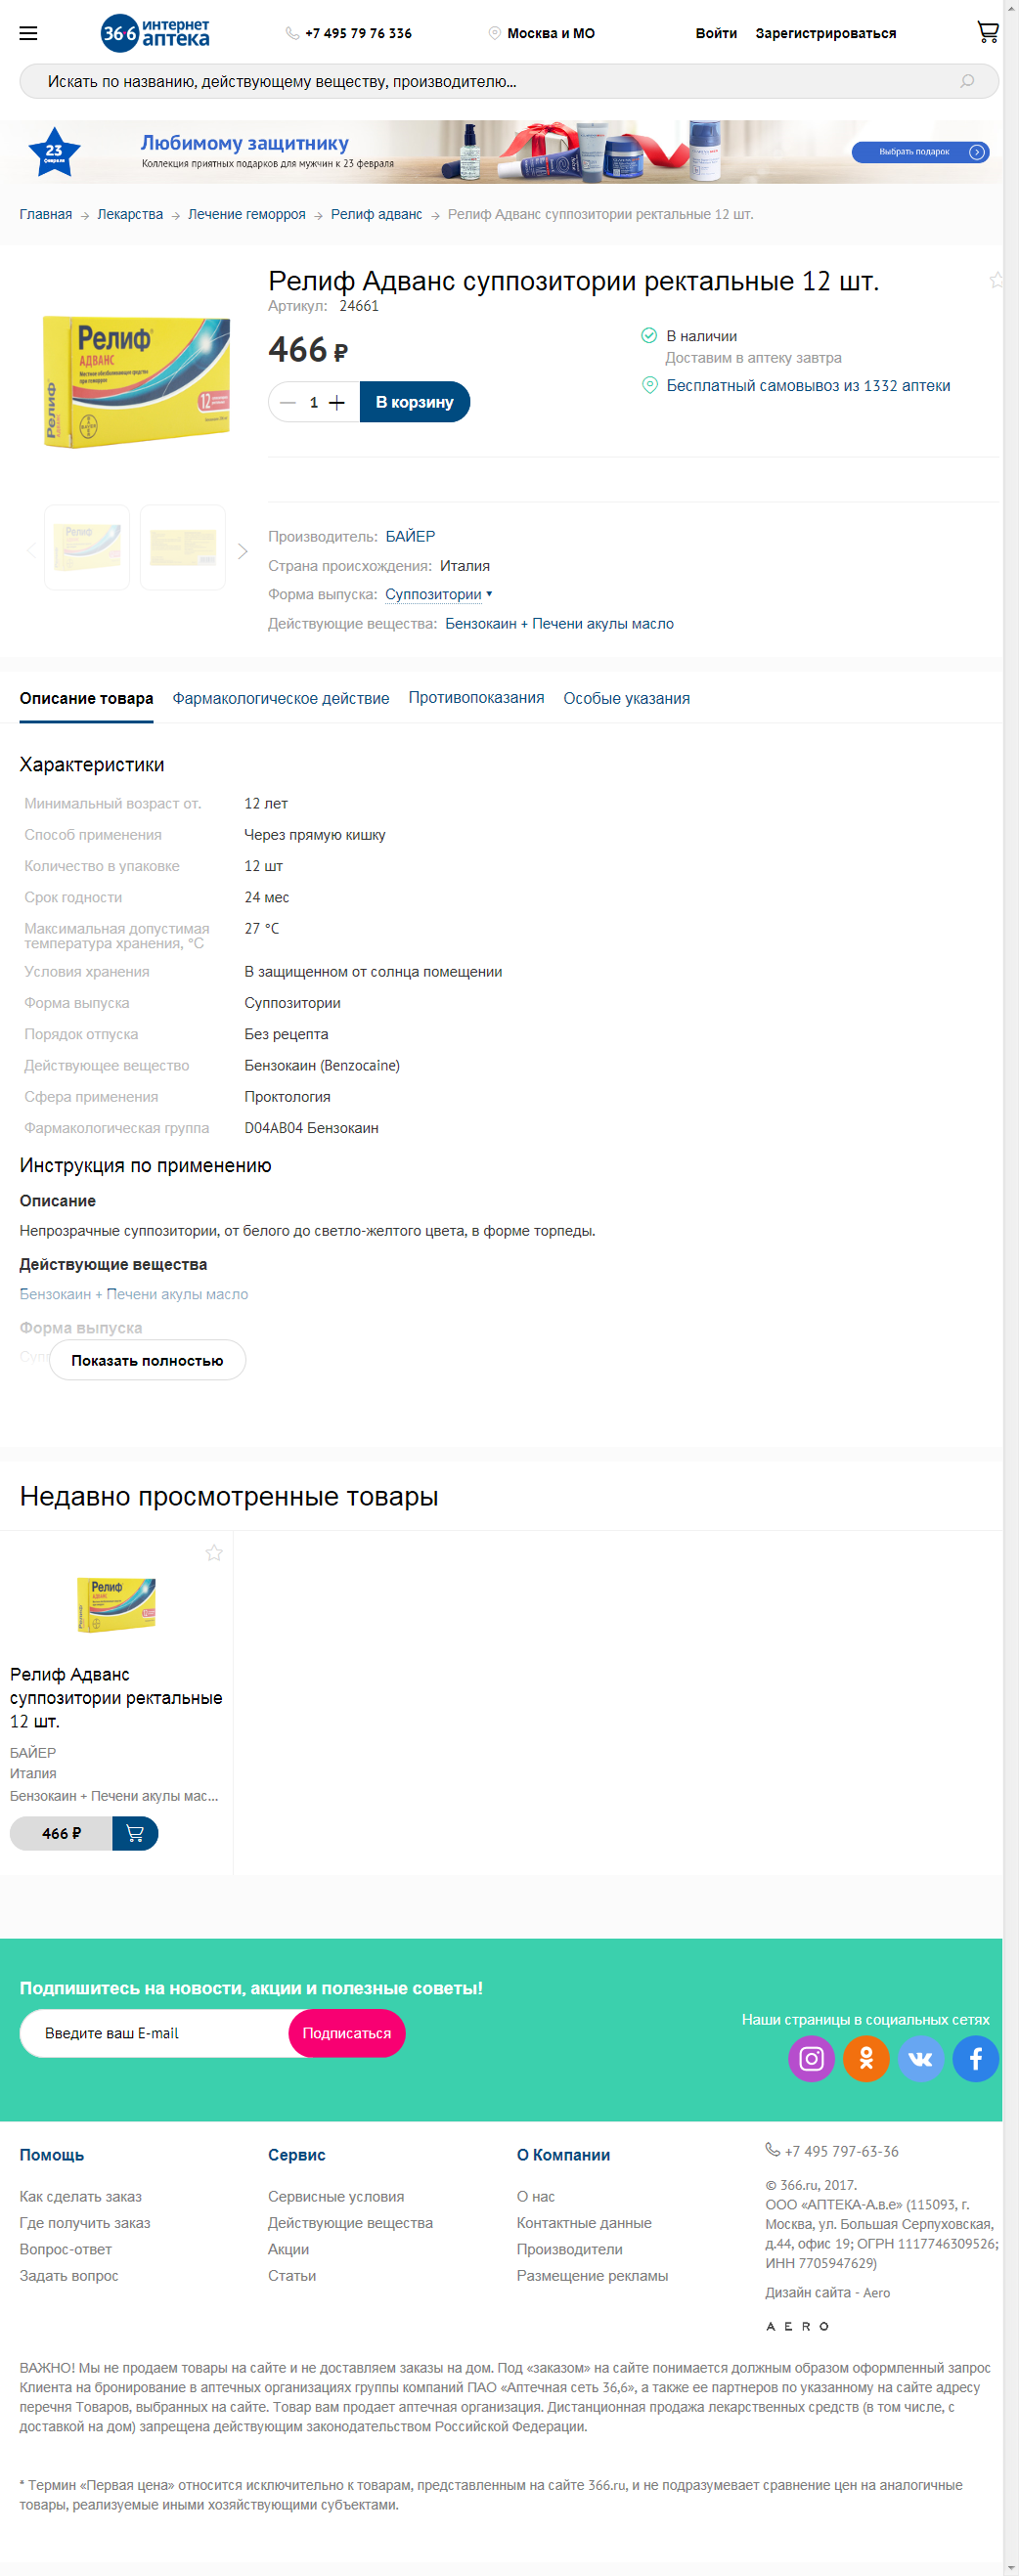 36·6 интернет аптека
+7 495 79 76 336
Москва и МО
Войти
Зарегистрироваться
Искать по названию, действующему веществу, производителю...
23 февраля
Любимому защитнику
Коллекция приятных подарков для мужчин к 23 февраля
Выбрать подарок
Главная → Лекарства → Лечение геморроя → Релиф адванс → Релиф Адванс суппозитории ректальные 12 шт.
Релиф Адванс суппозитории ректальные 12 шт.
Артикул: 24661
Релиф
АДВАНС
12
466 ₽
В наличии
Доставим в аптеку завтра
Бесплатный самовывоз из 1332 аптеки
1
В корзину
Производитель: БАЙЕР
Страна происхождения: Италия
Форма выпуска: Суппозитории
Действующие вещества: Бензокаин + Печени акулы масло
Описание товара
Фармакологическое действие
Противопоказания
Особые указания
Характеристики
Минимальный возраст от. 12 лет
Способ применения Через прямую кишку
Количество в упаковке 12 шт
Срок годности 24 мес
Максимальная допустимая 27 °C
температура хранения, °C
Условия хранения В защищенном от солнца помещении
Форма выпуска Суппозитории
Порядок отпуска Без рецепта
Действующее вещество Бензокаин (Benzocaine)
Сфера применения Проктология
Фармакологическая группа D04AB04 Бензокаин
Инструкция по применению
Описание
Непрозрачные суппозитории, от белого до светло-желтого цвета, в форме торпеды.
Действующие вещества
Бензокаин + Печени акулы масло
Форма выпуска
Показать полностью
Недавно просмотренные товары
Релиф
АДВАНС
Релиф Адванс
суппозитории ректальные
12 шт.
БАЙЕР
Италия
Бензокаин + Печени акулы мас...
466 ₽
Подпишитесь на новости, акции и полезные советы!
Введите ваш E-mail
Подписаться
Наши страницы в социальных сетях
Помощь
Как сделать заказ
Где получить заказ
Вопрос-ответ
Задать вопрос
Сервис
Сервисные условия
Действующие вещества
Акции
Статьи
О Компании
О нас
Контактные данные
Производители
Размещение рекламы
+7 495 797-63-36
© 366.ru, 2017.
ООО «АПТЕКА-А.в.е» (115093, г.
Москва, ул. Большая Серпуховская,
д.44, офис 19; ОГРН 1117746309526;
ИНН 7705947629)
Дизайн сайта - Aero
AERO
ВАЖНО! Мы не продаем товары на сайте и не доставляем заказы на дом. Под «заказом» на сайте понимается должным образом оформленный запрос
Клиента на бронирование в аптечных организациях группы компаний ПАО «Аптечная сеть 36,6», а также ее партнеров по указанному на сайте адресу
перечня Товаров, выбранных на сайте. Товар вам продает аптечная организация. Дистанционная продажа лекарственных средств (в том числе, с
доставкой на дом) запрещена действующим законодательством Российской Федерации.
* Термин «Первая цена» относится исключительно к товарам, представленным на сайте 366.ru, и не подразумевает сравнение цен на аналогичные
товары, реализуемые иными хозяйствующими субъектами.